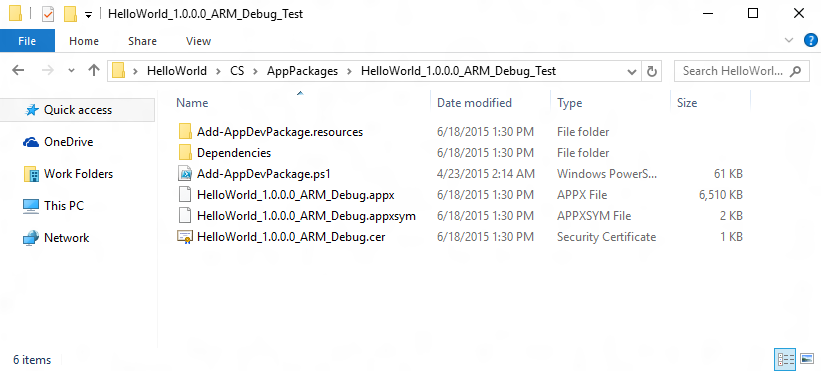 HelloWorld_1.0.0.0_ARM_Debug_Test
File Home Share View
HelloWorld CS AppPackages HelloWorld_1.0.0.0_ARM_Debug_Test Search HelloWorl...
Quick access
OneDrive
Work Folders
This PC
Network
Name Date modified Type Size
Add-AppDevPackage.resources 6/18/2015 1:30 PM File folder
Dependencies 6/18/2015 1:30 PM File folder
Add-AppDevPackage.ps1 4/23/2015 2:14 AM Windows PowerS... 61 KB
HelloWorld_1.0.0.0_ARM_Debug.appx 6/18/2015 1:30 PM APPX File 6,510 KB
HelloWorld_1.0.0.0_ARM_Debug.appxsym 6/18/2015 1:30 PM APPXSYM File 2 KB
HelloWorld_1.0.0.0_ARM_Debug.cer 6/18/2015 1:30 PM Security Certificate 1 KB
6 items